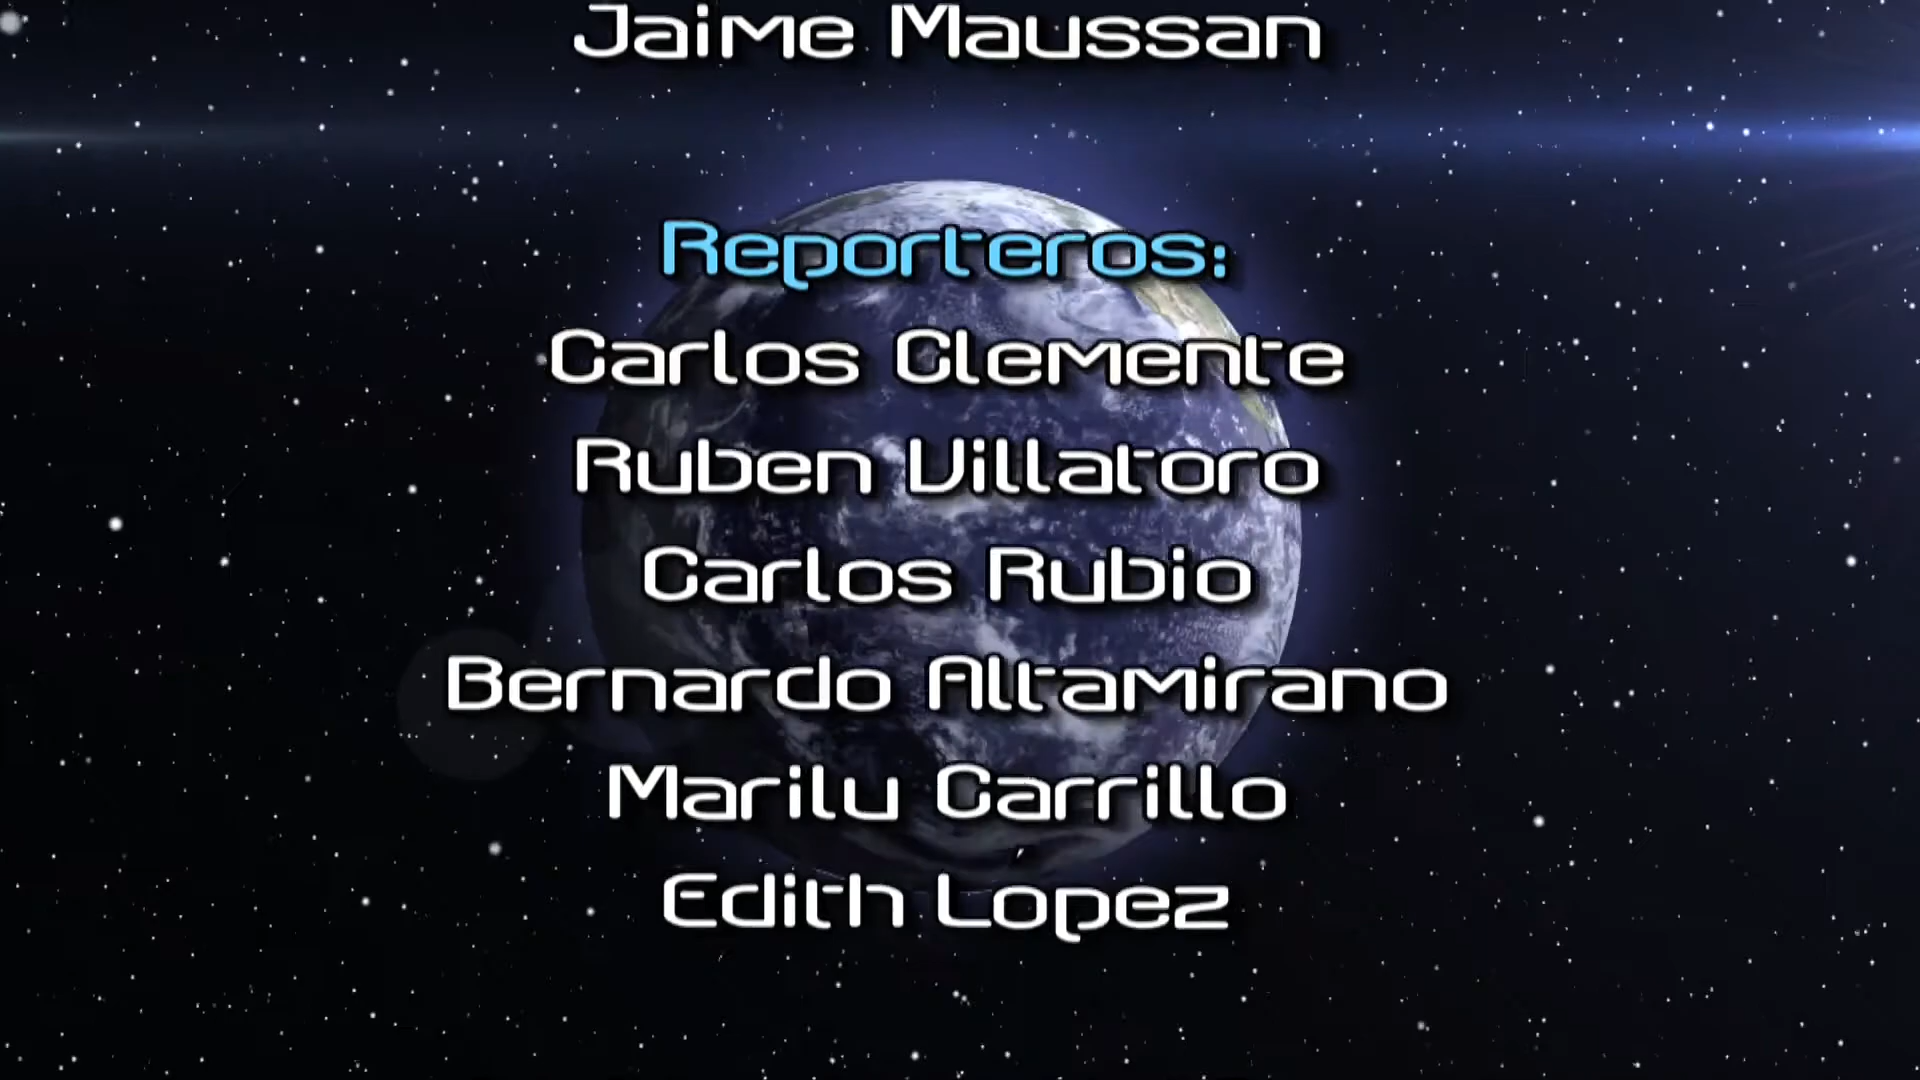 Jaime Maussan
Reporteros:
Carlos Clemente
Ruben Villatoro
Carlos Rubio
Bernardo Altamirano
Marilu Carrillo
Edith López